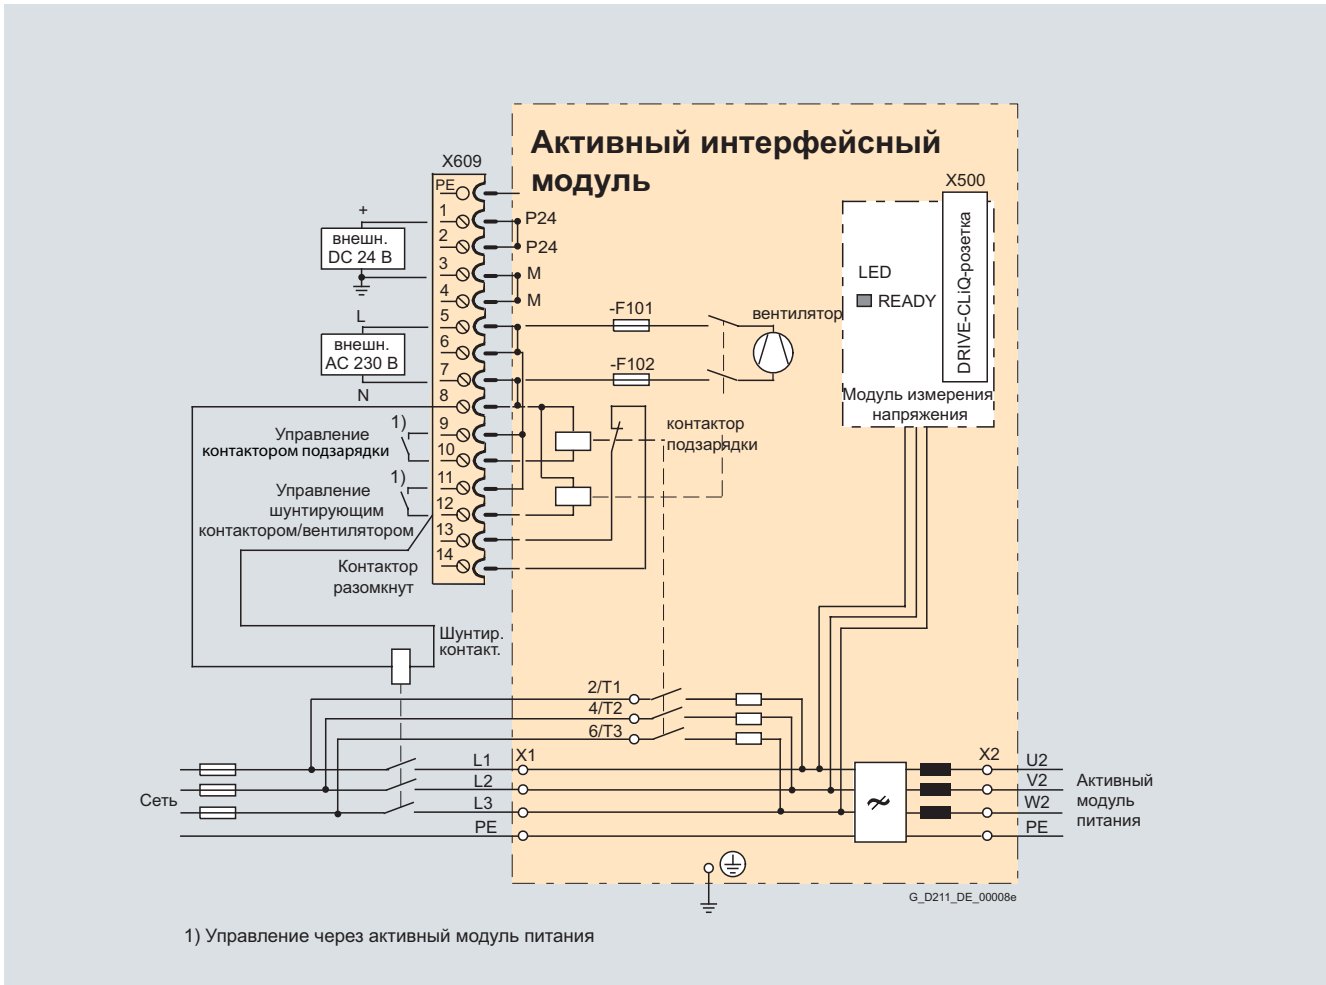 Активный интерфейсный
модуль
X609
X500
PE
1
2
3
4
5
6
7
8
9
10
11
12
13
14
+
внешн.
DC 24 В
L
внешн.
AC 230 В
N
1)
Управление
контактором подзарядки
1)
Управление
шунтирующим
контактором/вентилятором
Контактор
разомкнут
Шунтир.
контакт.
P24
P24
M
M
-F101
-F102
вентилятор
контактор
подзарядки
LED
READY
DRIVE-CLiQ-розетка
Модуль измерения
напряжения
2/T1
4/T2
6/T3
X1
X2
L1
L2
L3
PE
Сеть
U2
V2
W2
PE
Активный
модуль
питания
≁
G_D211_DE_00008e
1) Управление через активный модуль питания